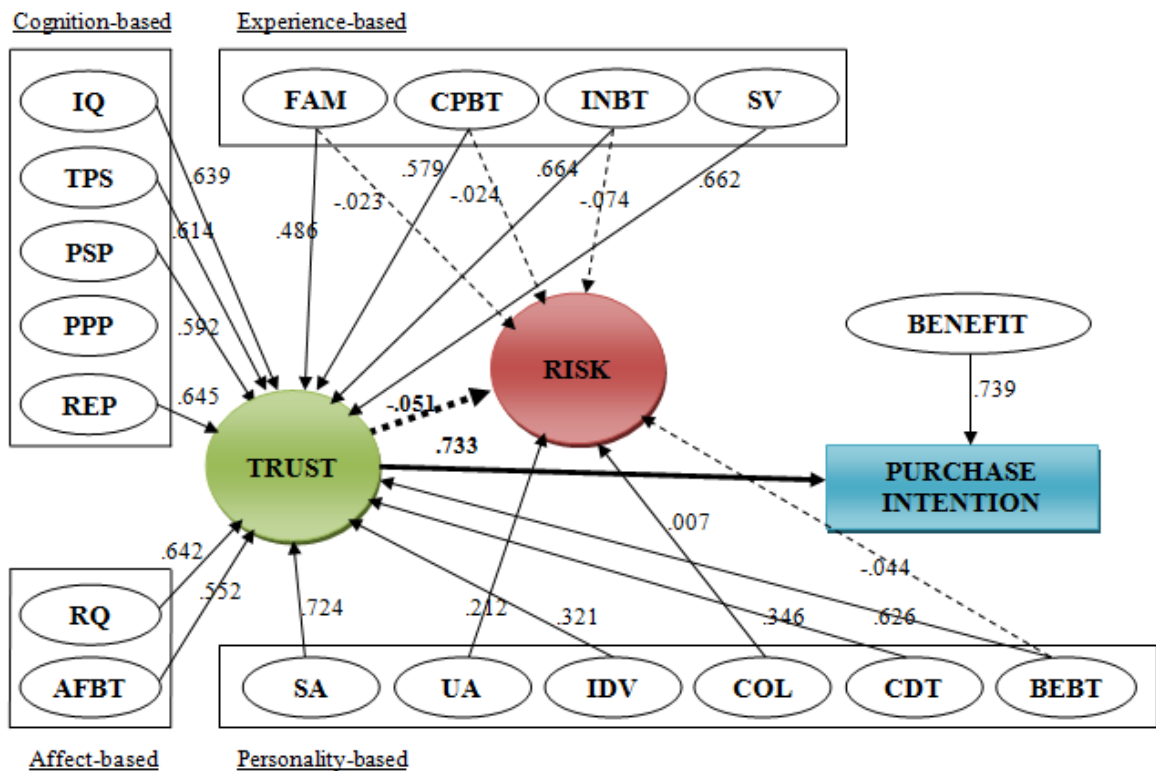 Cognition-based
Experience-based
IQ
TPS
PSP
PPP
REP
FAM
CPBT
INBT
SV
.639
.614
.592
.645
.486
-.023
.579
-.024
.664
-.074
.662
RISK
BENEFIT
.739
-.051
.733
TRUST
PURCHASE
INTENTION
.007
-.044
.642
.552
.724
.212
.321
.346
.626
RQ
AFBT
SA
UA
IDV
COL
CDT
BEBT
Affect-based
Personality-based